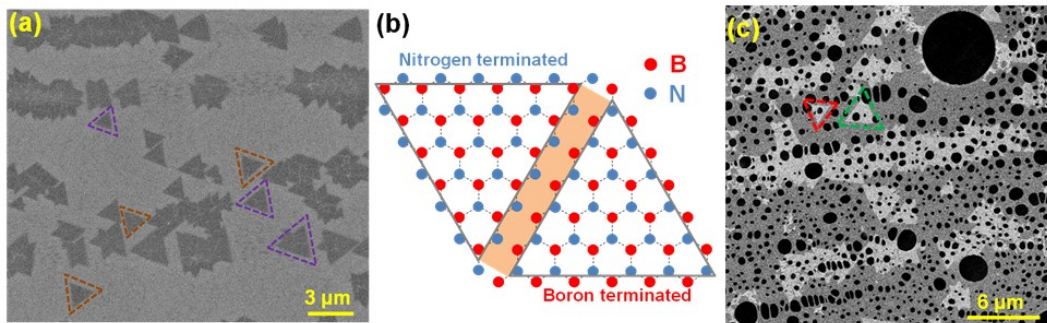 (a)
3 µm
(b)
Nitrogen terminated
B
N
Boron terminated
(c)
6 µm